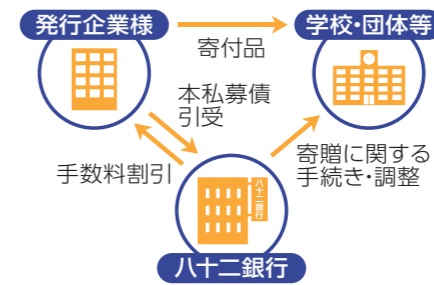 発行企業様
学校・団体等
寄付品
本私募債
引受
手数料割引
寄贈に関する
手続き・調整
八十二銀行
八十二銀行